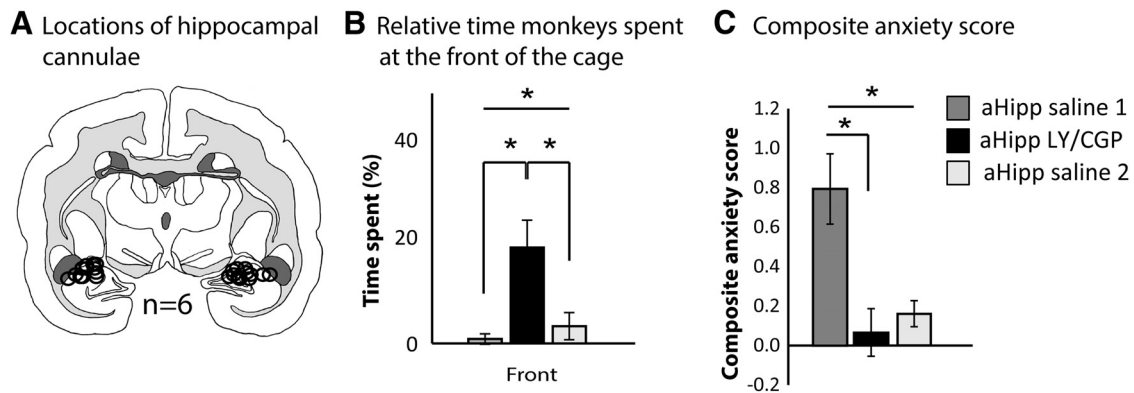 A Locations of hippocampal
cannulae
n=6
B Relative time monkeys spent
at the front of the cage
Time spent (%)
40
20
0
*
* *
Front
C Composite anxiety score
Composite anxiety score
1.2
1.0
0.8
0.6
0.4
0.2
0.0
-0.2
*
*
aHipp saline 1
aHipp LY/CGP
aHipp saline 2